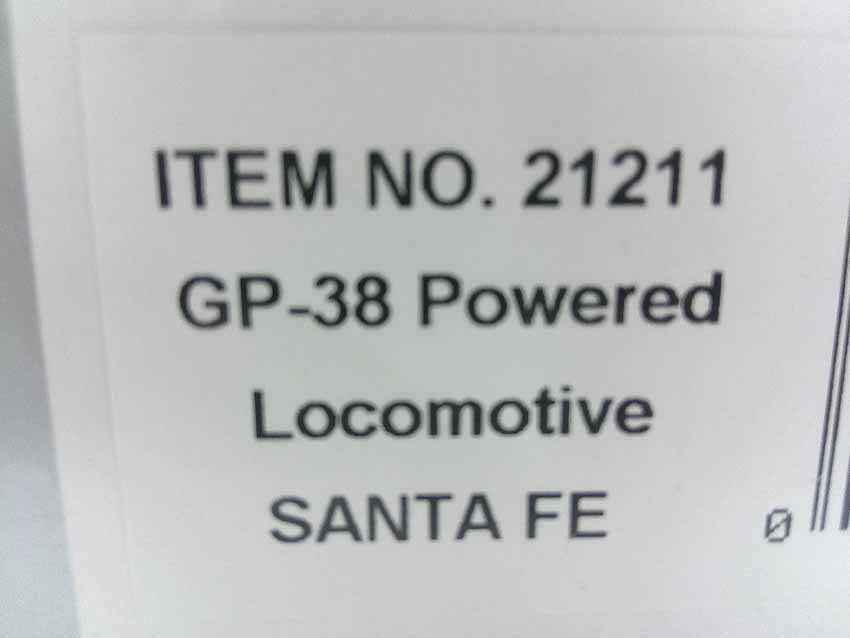 ITEM NO. 21211
GP-38 Powered
Locomotive
SANTA FE
0